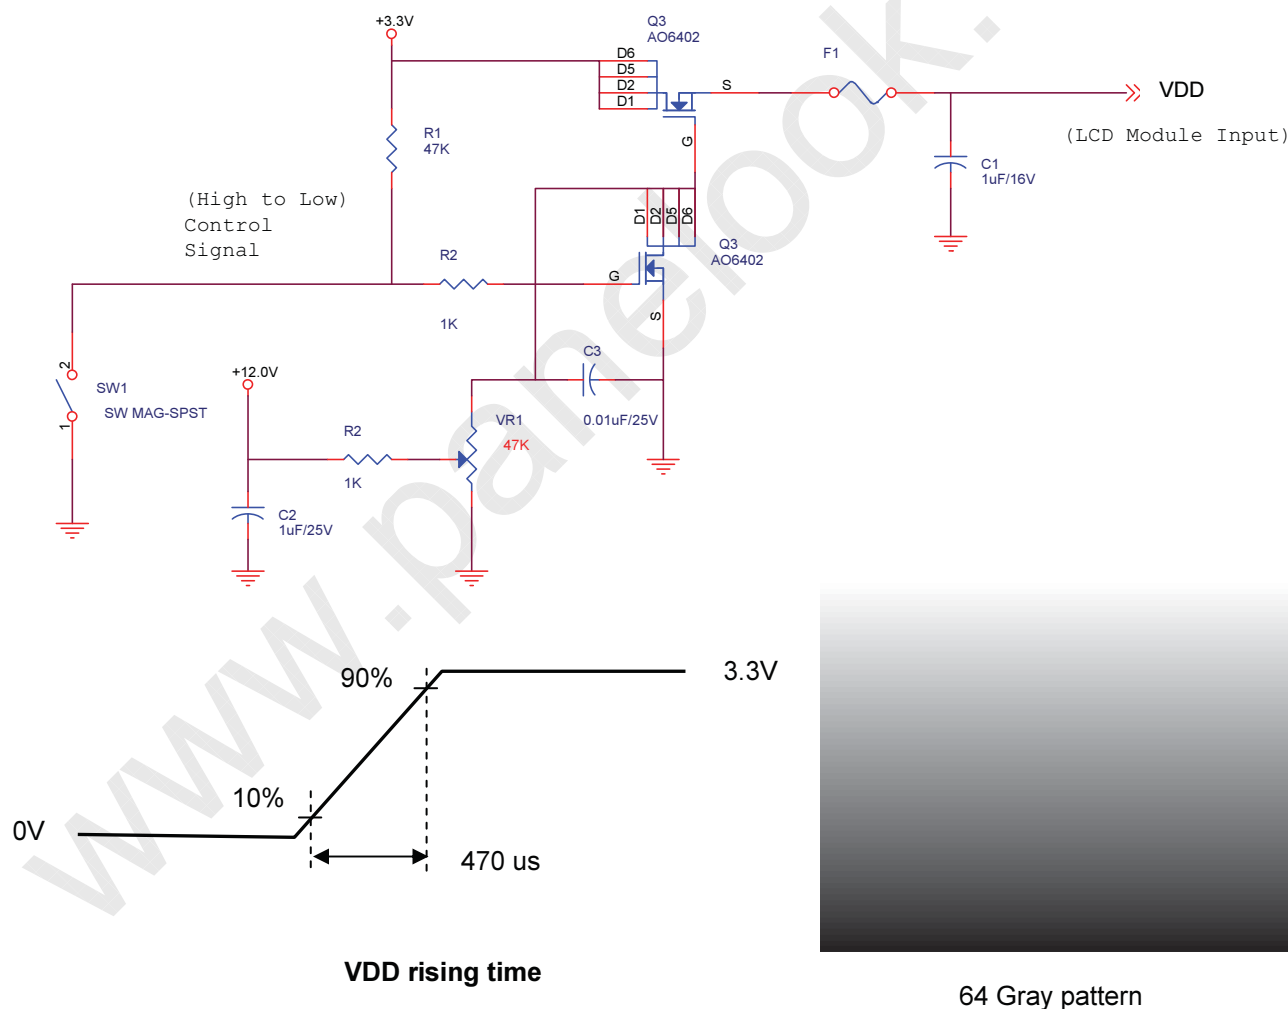 +3.3V
Q3
AO6402
D6
D5
D2
D1
S
G
F1
VDD
(LCD Module Input)
R1
47K
C1
1uF/16V
(High to Low)
Control
Signal
D1
D2
D5
D6
Q3
AO6402
R2
1K
G
S
2
1
SW1
SW MAG-SPST
+12.0V
C3
0.01uF/25V
VR1
47K
R2
1K
C2
1uF/25V
90%
3.3V
10%
0V
470 us
VDD rising time
64 Gray pattern
www.panelook.